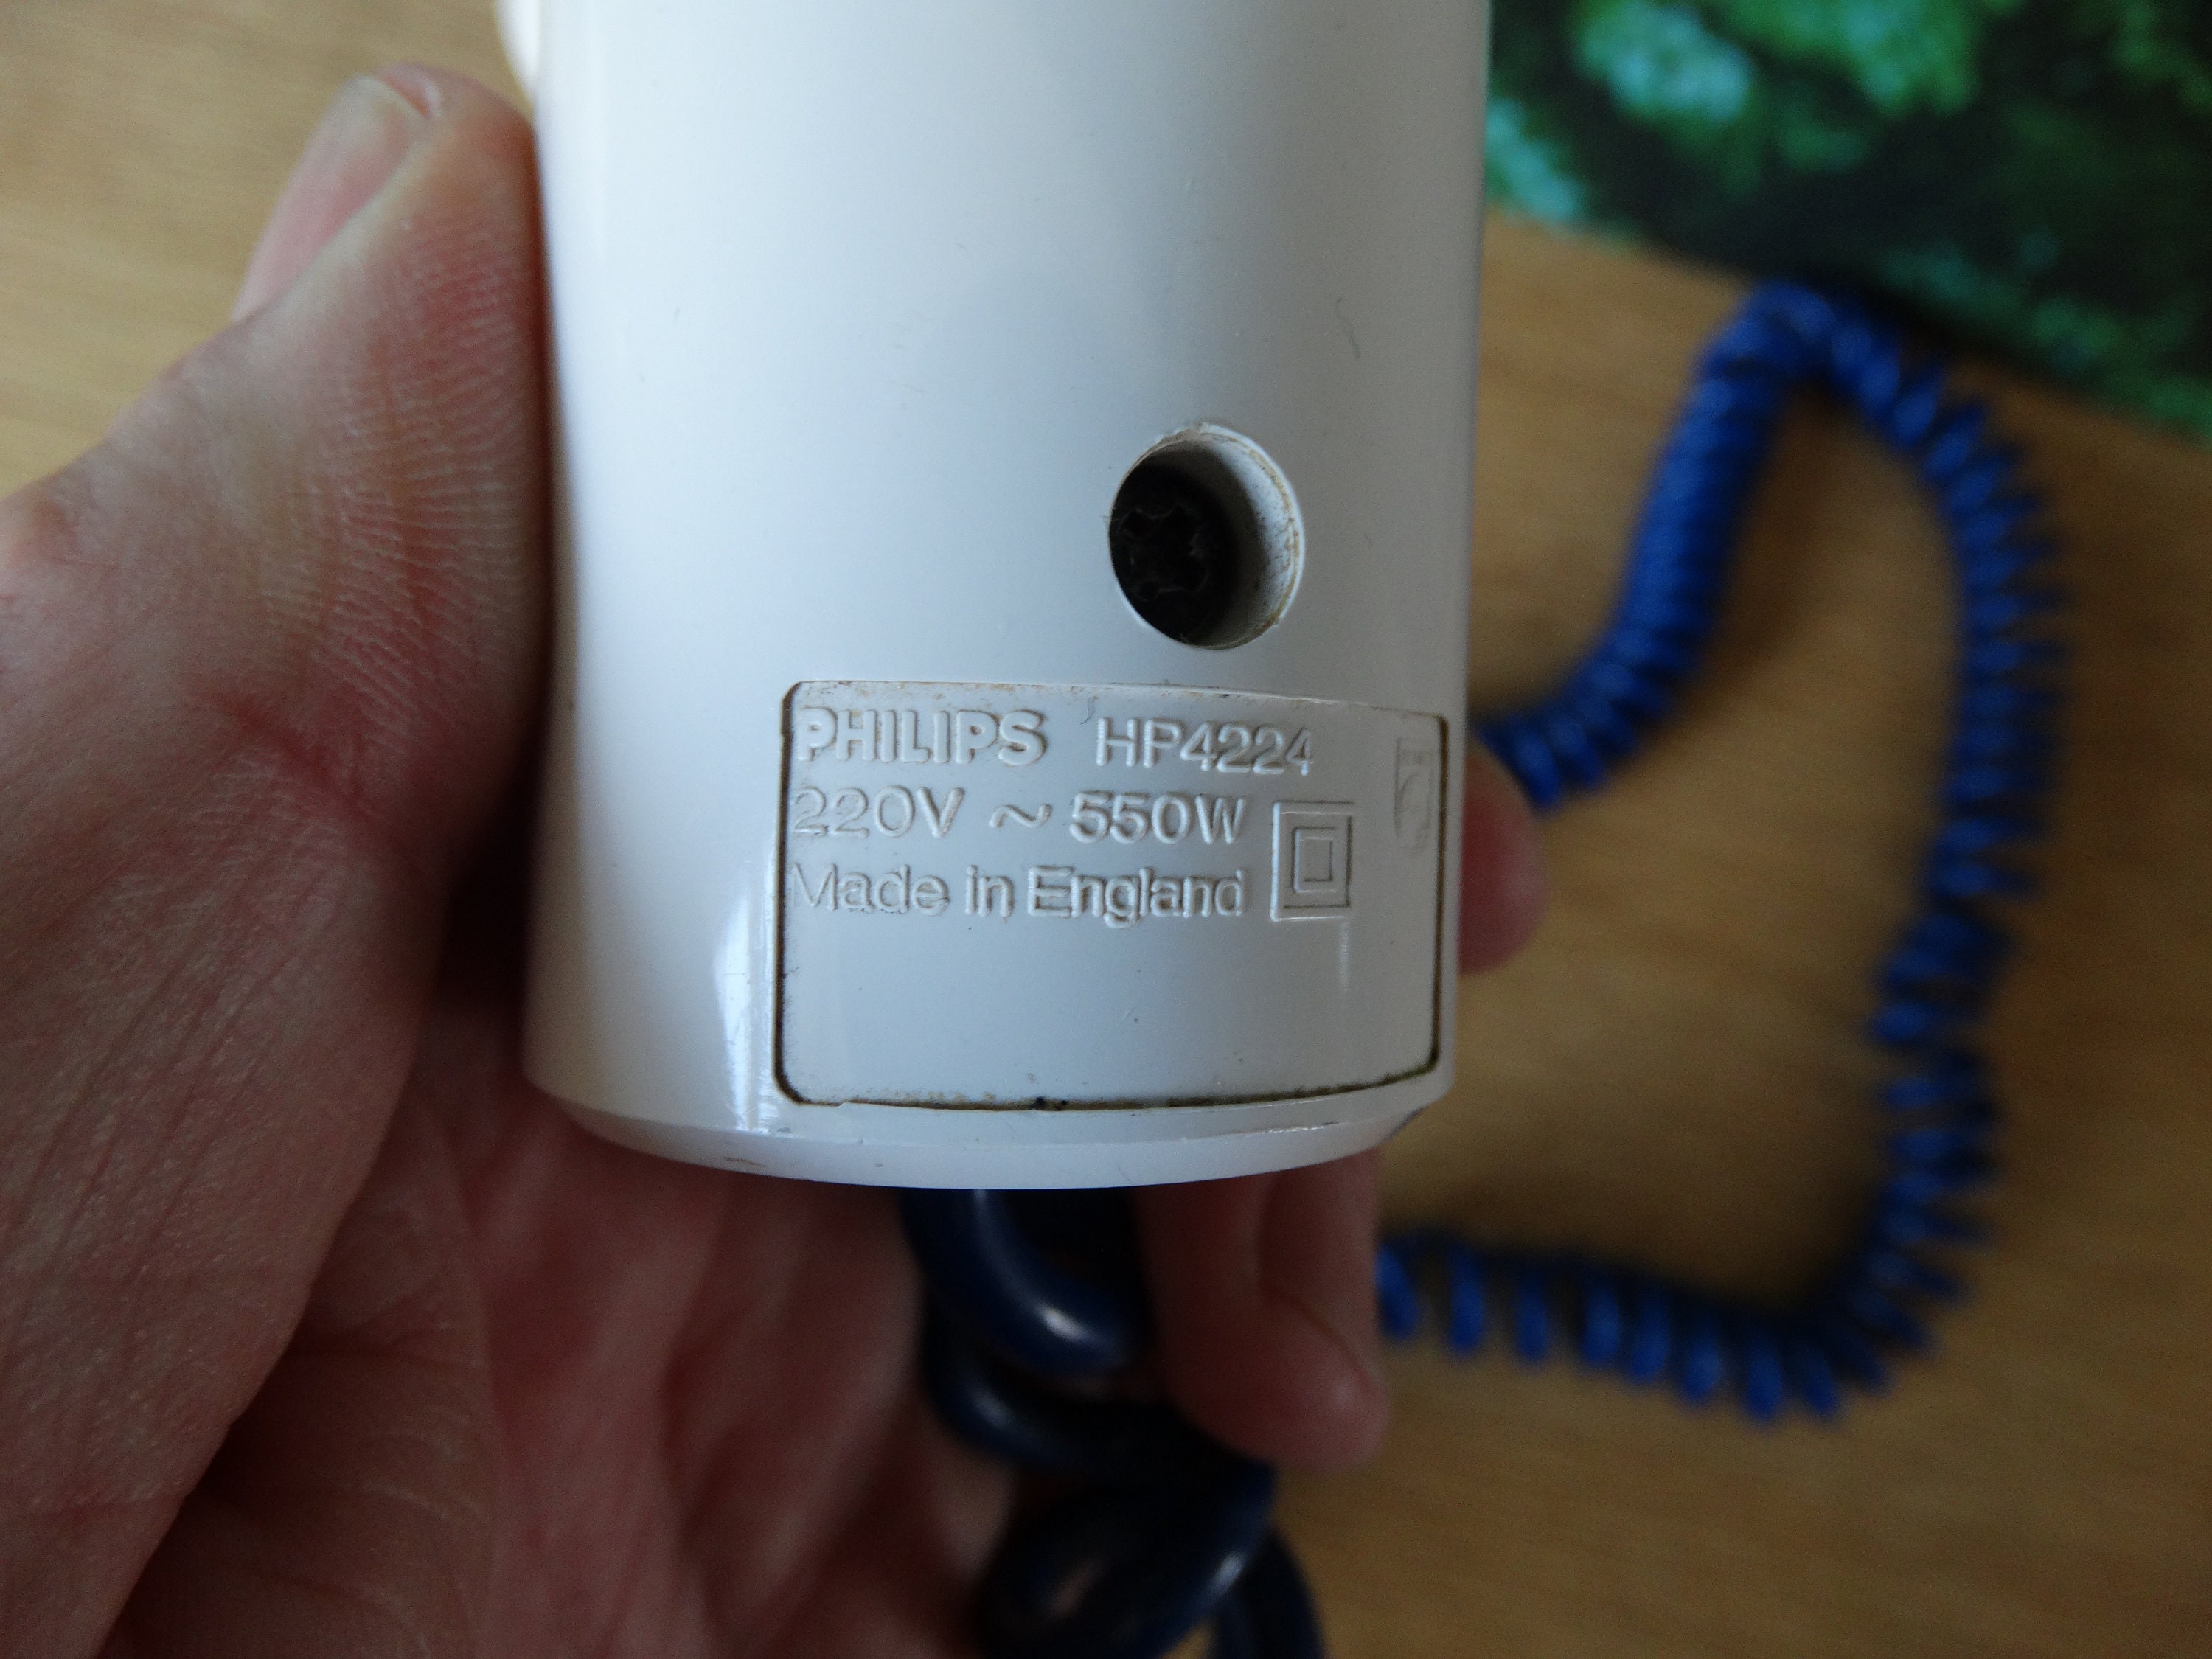 PHILIPS HP4224
220V ~ 550W
Made in England